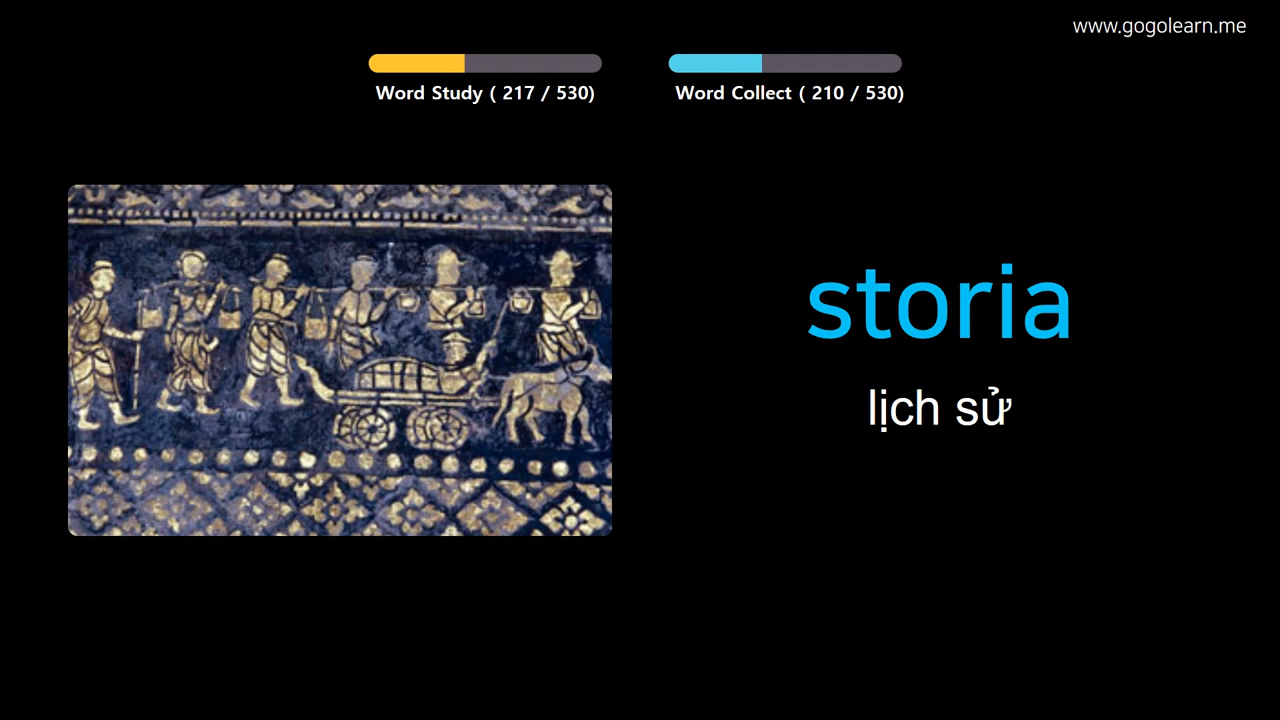 www.gogolearn.me
Word Study ( 217 / 530)
Word Collect ( 210 / 530)
storia
lịch sử